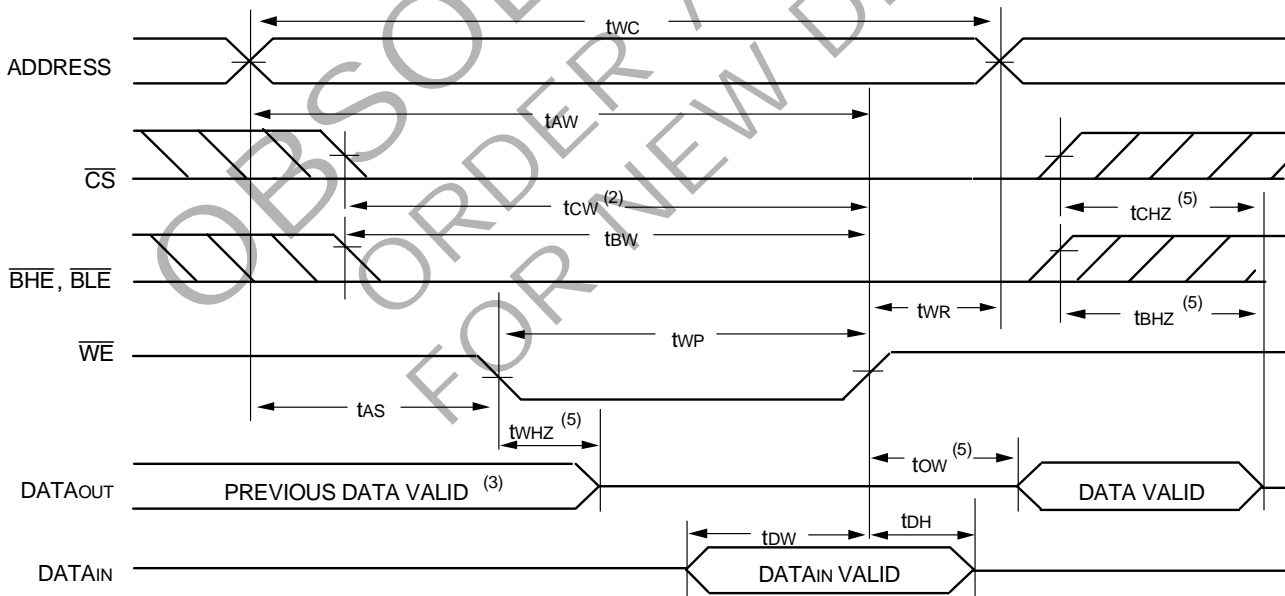 tWC
ADDRESS
tAW
CS
tCW (2)
tCHZ (5)
tBW
BHE, BLE
tWR
tBHZ (5)
tWP
WE
tAS
tWHZ (5)
tOW (5)
DATAOUT
PREVIOUS DATA VALID (3)
DATA VALID
tDW
tDH
DATAIN
DATAIN VALID
ORDER
FOR NEW